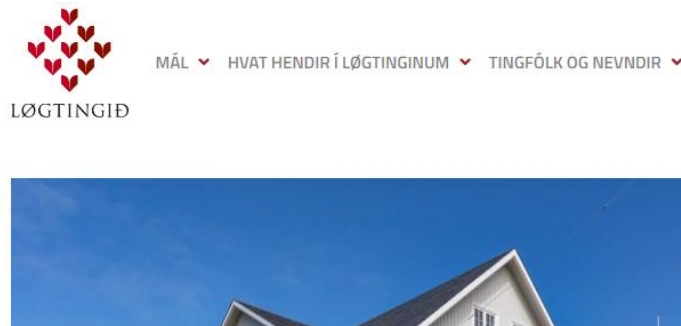 MÁL
HVAT HENDIR Í LØGTINGINUM
TINGFÓLK OG NEVNDIR
LØGTINGIÐ